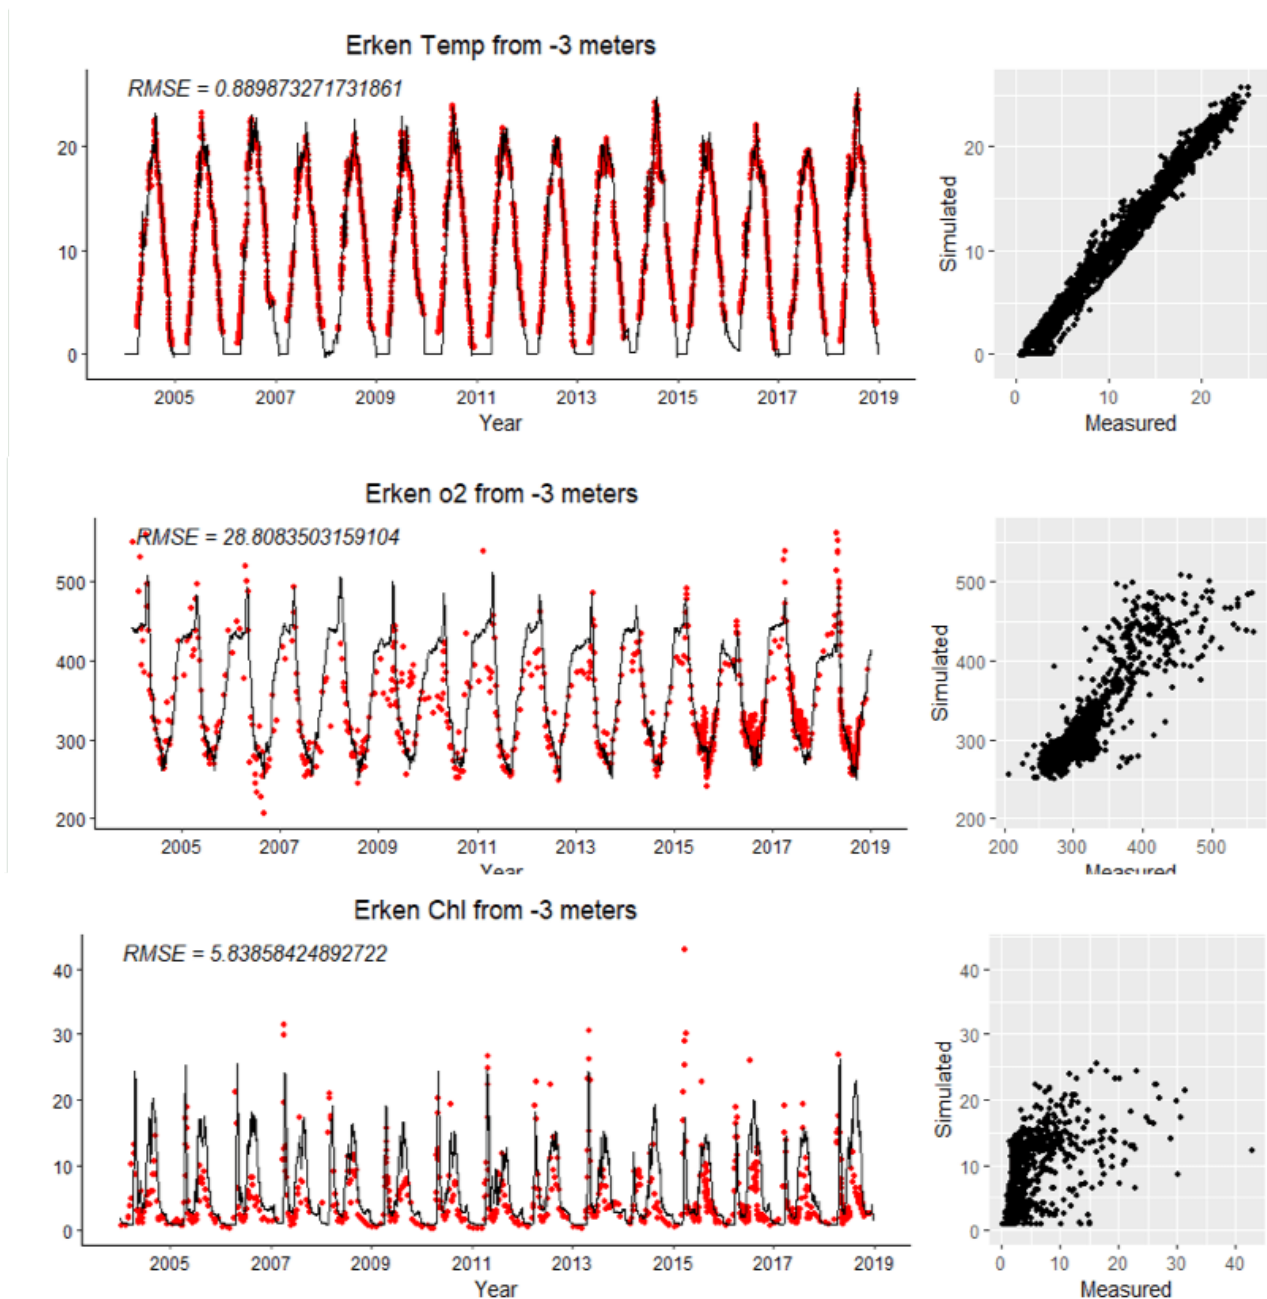 Erken Temp from -3 meters
RMSE = 0.889873271731861
20
10
0
2005 2007 2009 2011 2013 2015 2017 2019
Year
Simulated
20
10
0
0 10 20
Measured
Erken o2 from -3 meters
RMSE = 28.8083503159104
500
400
300
200
2005 2007 2009 2011 2013 2015 2017 2019
Year
Simulated
500
400
300
200
200 300 400 500
Measured
Erken Chl from -3 meters
RMSE = 5.83858424892722
40
30
20
10
0
2005 2007 2009 2011 2013 2015 2017 2019
Year
Simulated
40
30
20
10
0
0 10 20 30 40
Measured